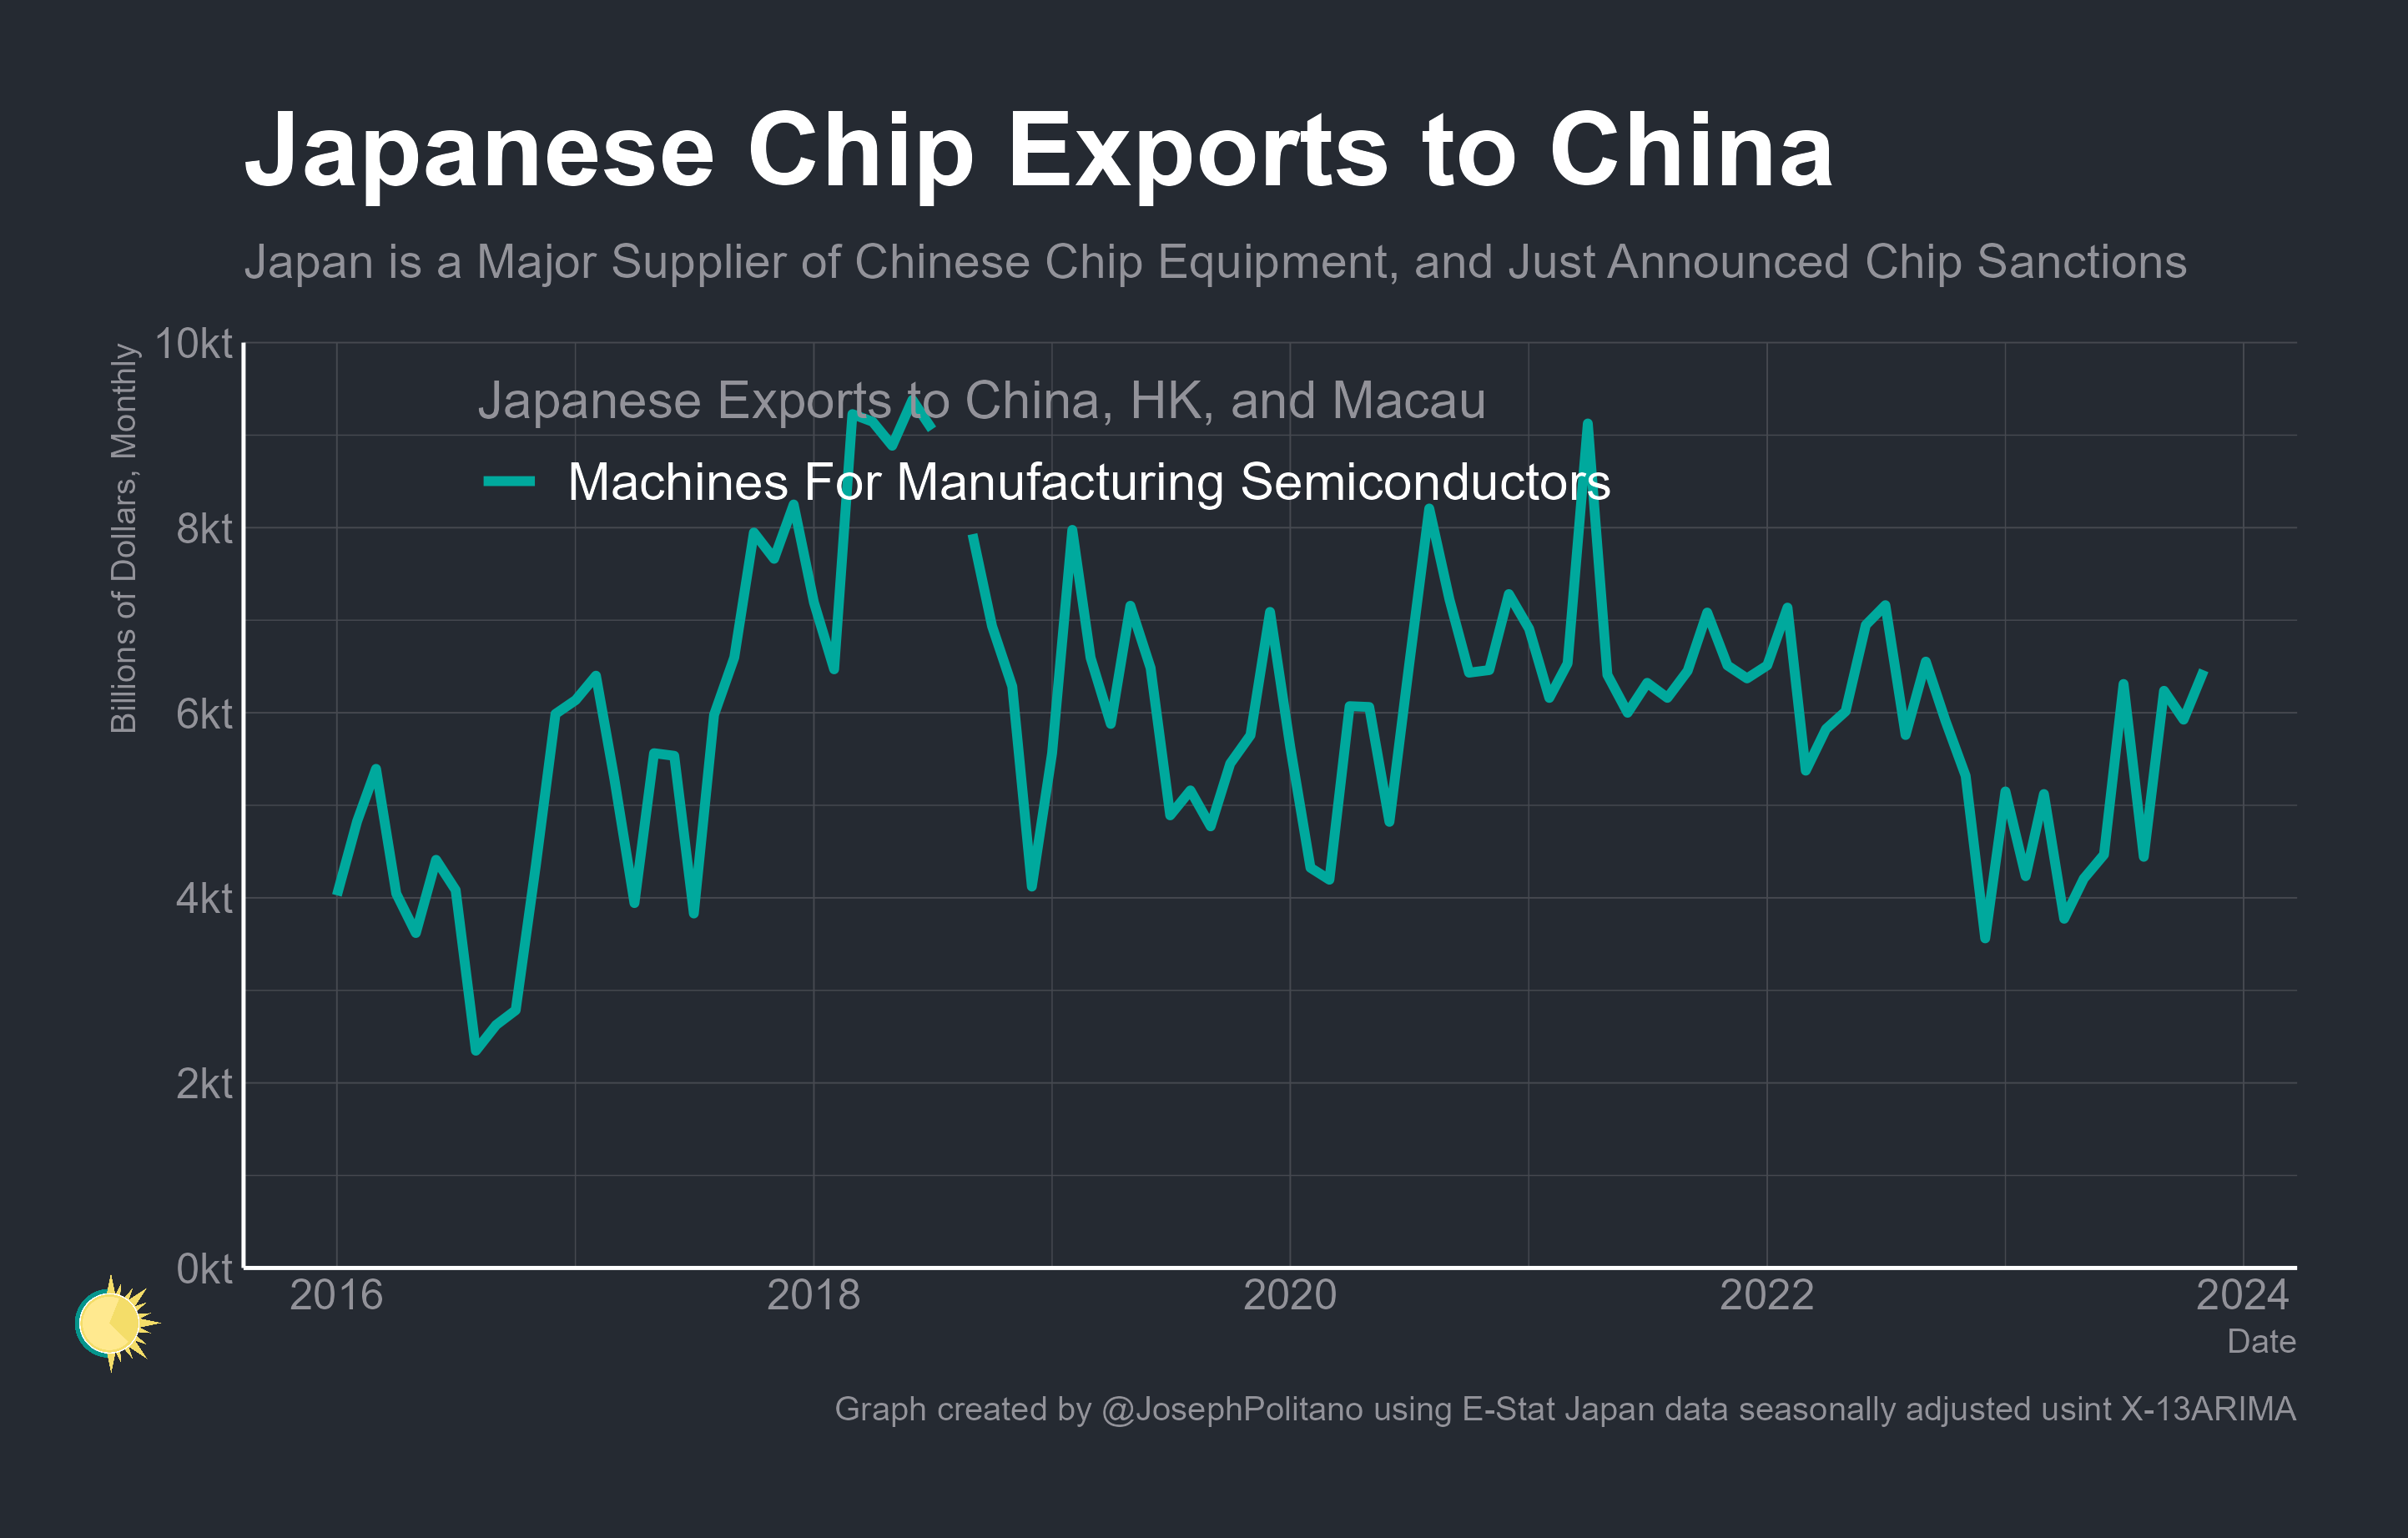 Japanese Chip Exports to China
Japan is a Major Supplier of Chinese Chip Equipment, and Just Announced Chip Sanctions
Billions of Dollars, Monthly
10kt
8kt
6kt
4kt
2kt
0kt
Japanese Exports to China, HK, and Macau
Machines For Manufacturing Semiconductors
2016
2018
2020
2022
2024
Date
Graph created by @JosephPolitano using E-Stat Japan data seasonally adjusted usint X-13ARIMA